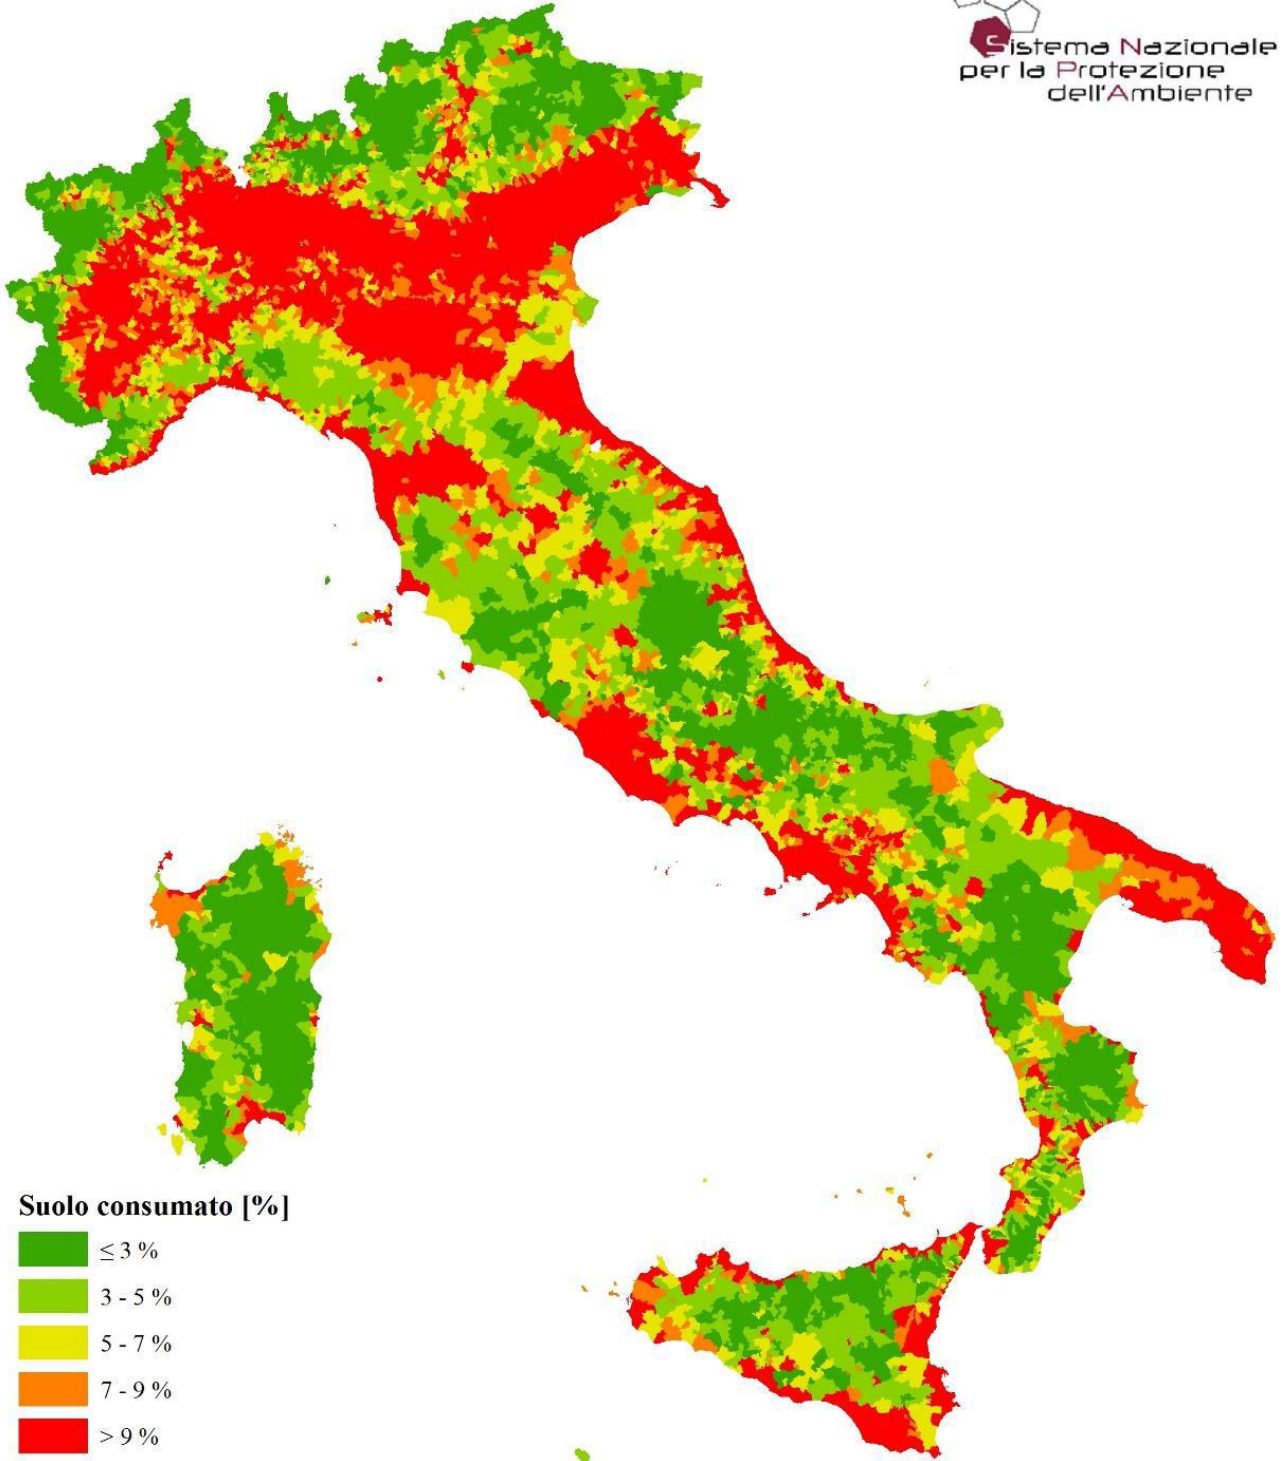 Sistema Nazionale
per la Protezione
dell'Ambiente
Suolo consumato [%]
≤ 3 %
3 - 5 %
5 - 7 %
7 - 9 %
> 9 %